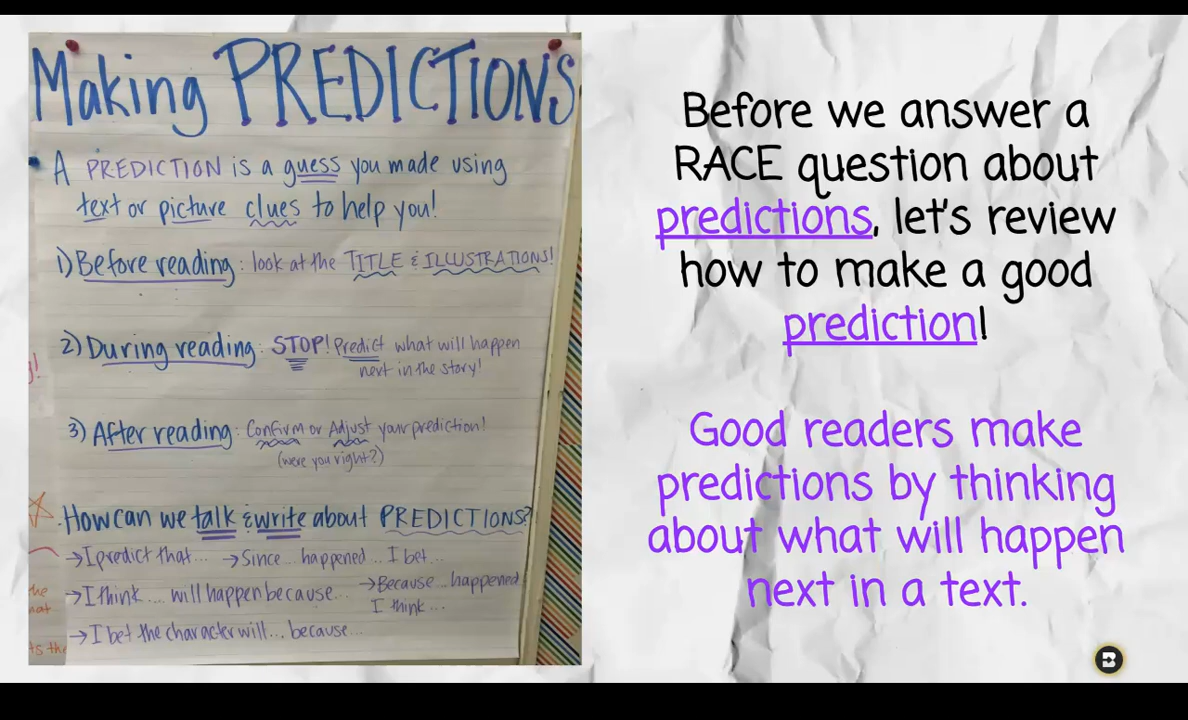 Making PREDICTIONS
A PREDICTION is a guess you made using
text or picture clues to help you!
1) Before reading: look at the TITLE & ILLUSTRATIONS!
2) During reading: STOP! Predict what will happen
next in the story!
3) After reading: Confirm or Adjust your prediction!
(were you right?)
How can we talk & write about PREDICTIONS?
→ I predict that... → Since... happened... I bet...
→ I think... will happen because...
→ Because... happened
I think...
→ I bet the character will... because...
Before we answer a
RACE question about
predictions, let's review
how to make a good
prediction!
Good readers make
predictions by thinking
about what will happen
next in a text.